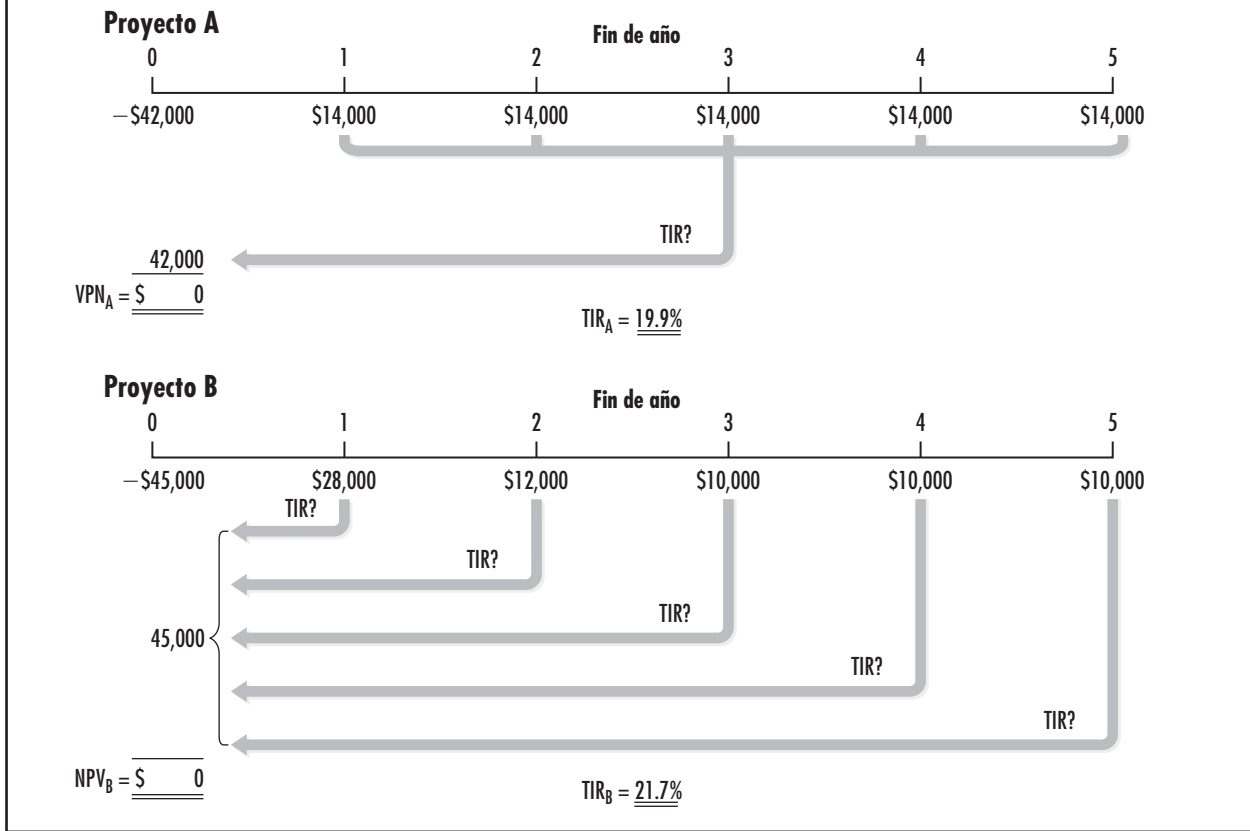 Proyecto A
Fin de año
0 1 2 3 4 5
−$42,000 $14,000 $14,000 $14,000 $14,000 $14,000
TIR?
42,000
VPNA = $ 0
TIRA = 19.9%
Proyecto B
Fin de año
0 1 2 3 4 5
−$45,000 $28,000 $12,000 $10,000 $10,000 $10,000
TIR?
TIR?
TIR?
45,000
TIR?
TIR?
NPVB = $ 0
TIRB = 21.7%